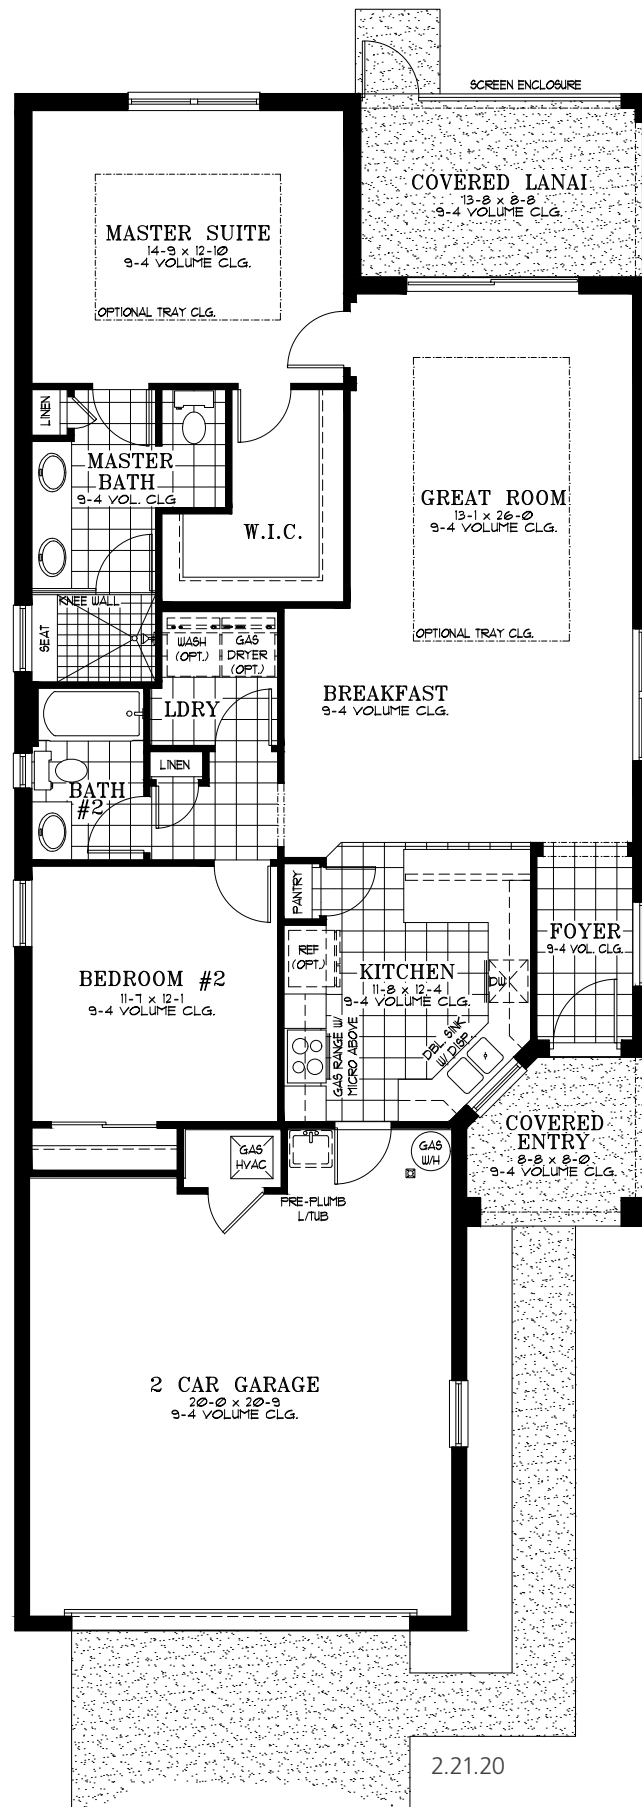 SCREEN ENCLOSURE
COVERED LANAI
13-8 x 8-8
9-4 VOLUME CLG.
MASTER SUITE
14-9 x 12-10
9-4 VOLUME CLG.
OPTIONAL TRAY CLG.
LINEN
MASTER
BATH
9-4 VOL. CLG
W.I.C.
GREAT ROOM
13-1 x 26-0
9-4 VOLUME CLG.
OPTIONAL TRAY CLG.
KNEE WALL
SEAT
WASH
(OPT.)
GAS
DRYER
(OPT.)
LDRY
BREAKFAST
9-4 VOLUME CLG.
LINEN
BATH
#2
PANTRY
FOYER
9-4 VOL. CLG.
REF
(OPT.)
KITCHEN
11-8 x 12-4
9-4 VOLUME CLG.
DW
BEDROOM #2
11-7 x 12-1
9-4 VOLUME CLG.
GAS RANGE W/
MICRO ABOVE
DBL. SINK
W/ DISP.
COVERED
ENTRY
8-8 x 8-0
9-4 VOLUME CLG.
GAS
HVAC
GAS
W/H
PRE-PLUMB
L/TUB
2 CAR GARAGE
20-0 x 20-9
9-4 VOLUME CLG.
2.21.20